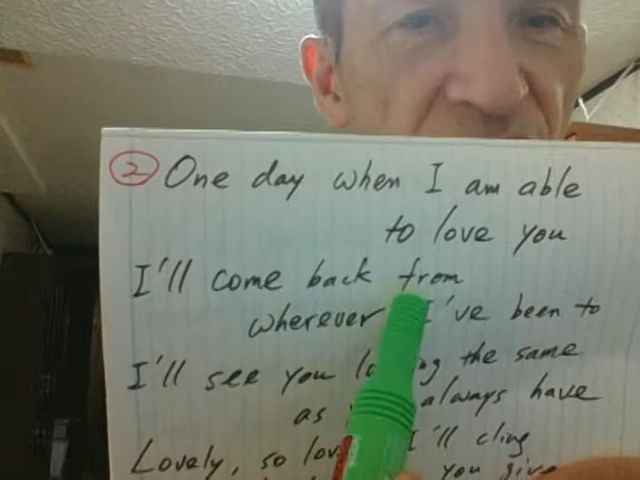 2 One day when I am able
to love you
I'll come back from
wherever I've been to
I'll see you the same
as always have
Lovely, so I'll cling
you give